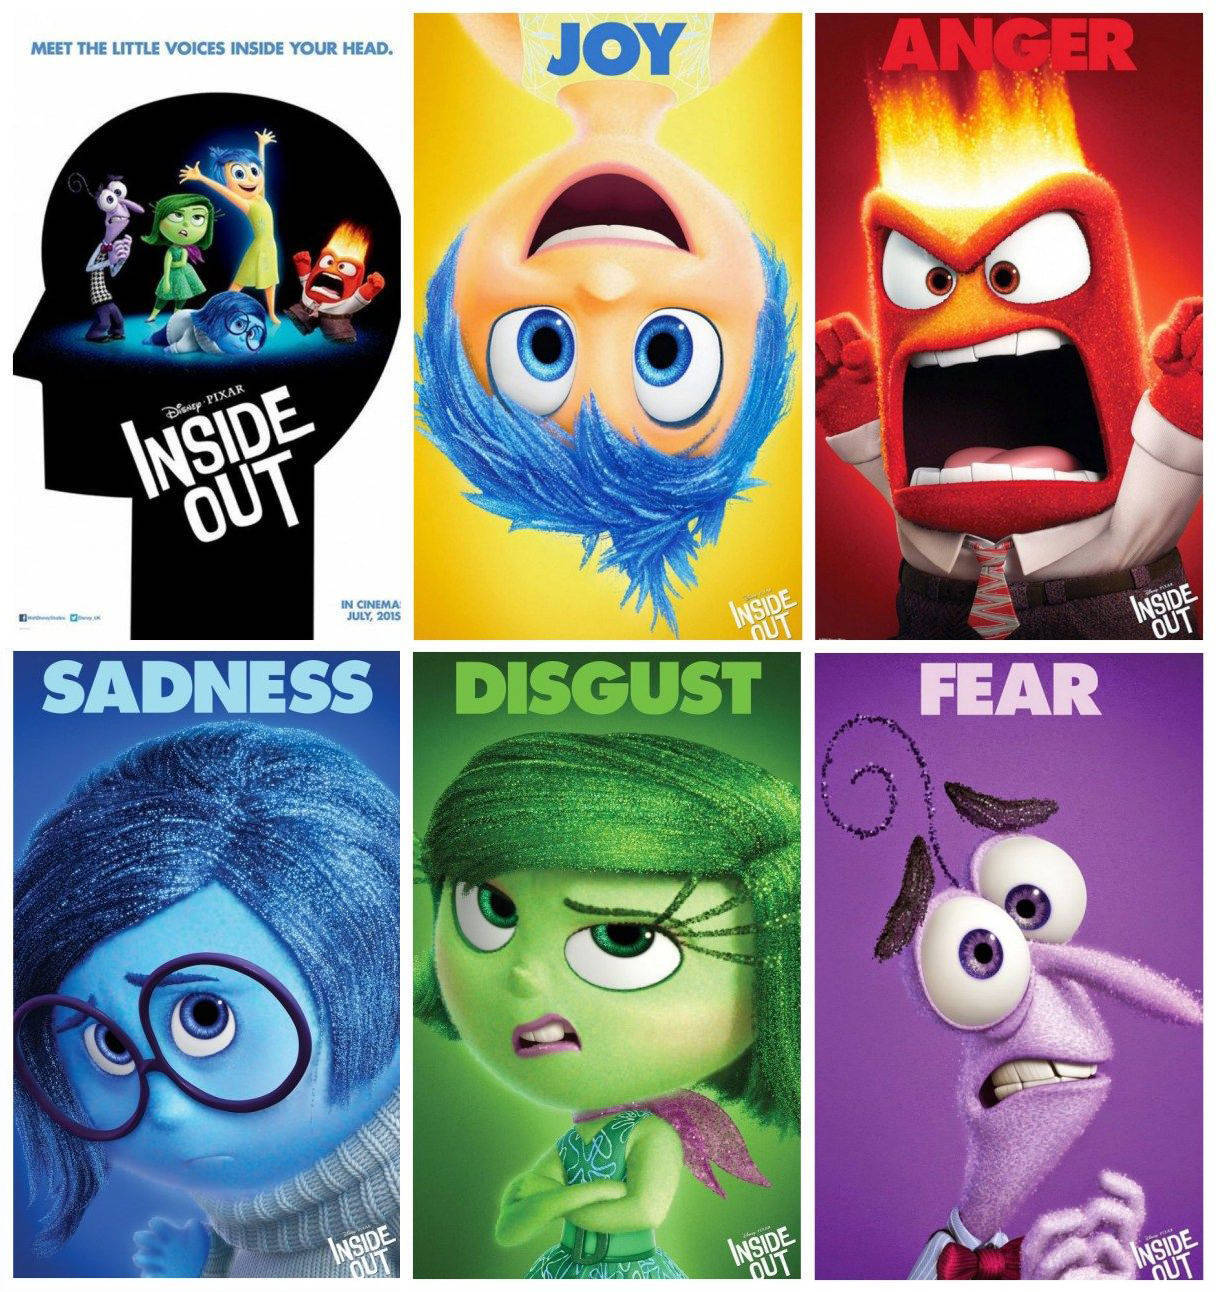 MEET THE LITTLE VOICES INSIDE YOUR HEAD.
DISNEY · PIXAR
INSIDE
OUT
IN CINEMA
JULY, 2015
JOY
INSIDE
OUT
ANGER
INSIDE
OUT
SADNESS
INSIDE
OUT
DISGUST
INSIDE
OUT
FEAR
INSIDE
OUT